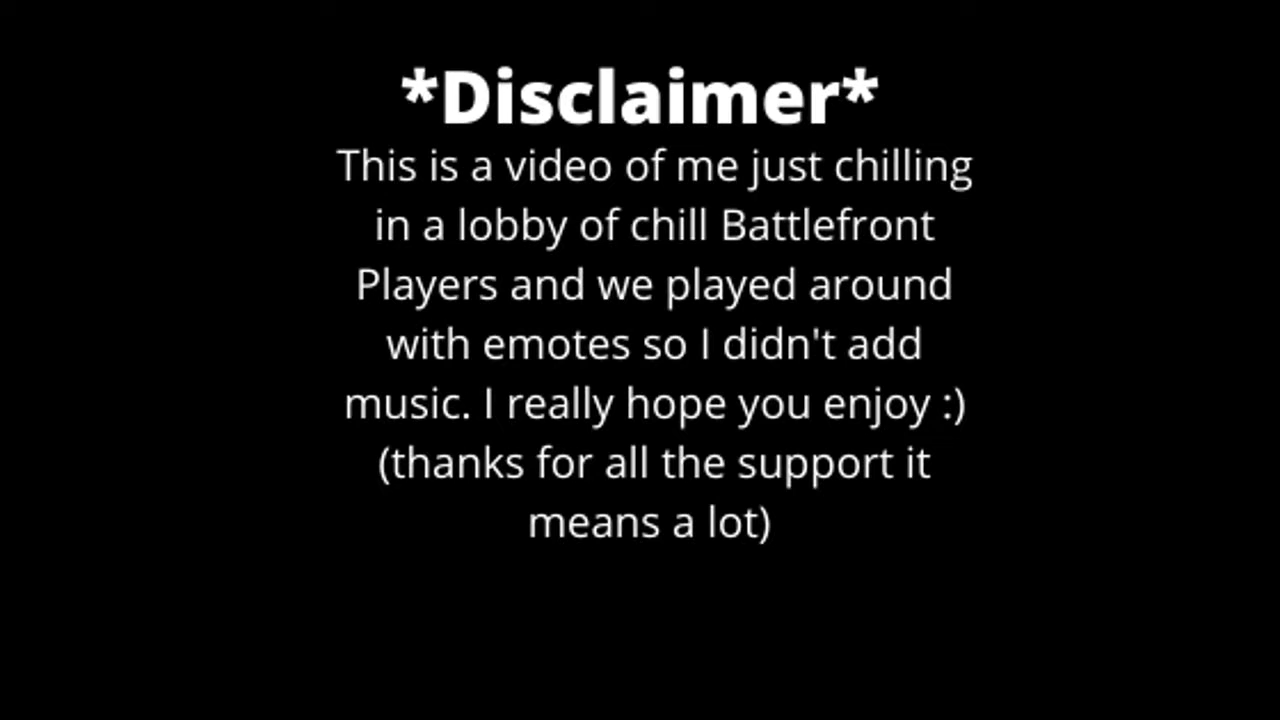 *Disclaimer*
This is a video of me just chilling
in a lobby of chill Battlefront
Players and we played around
with emotes so I didn't add
music. I really hope you enjoy :)
(thanks for all the support it
means a lot)